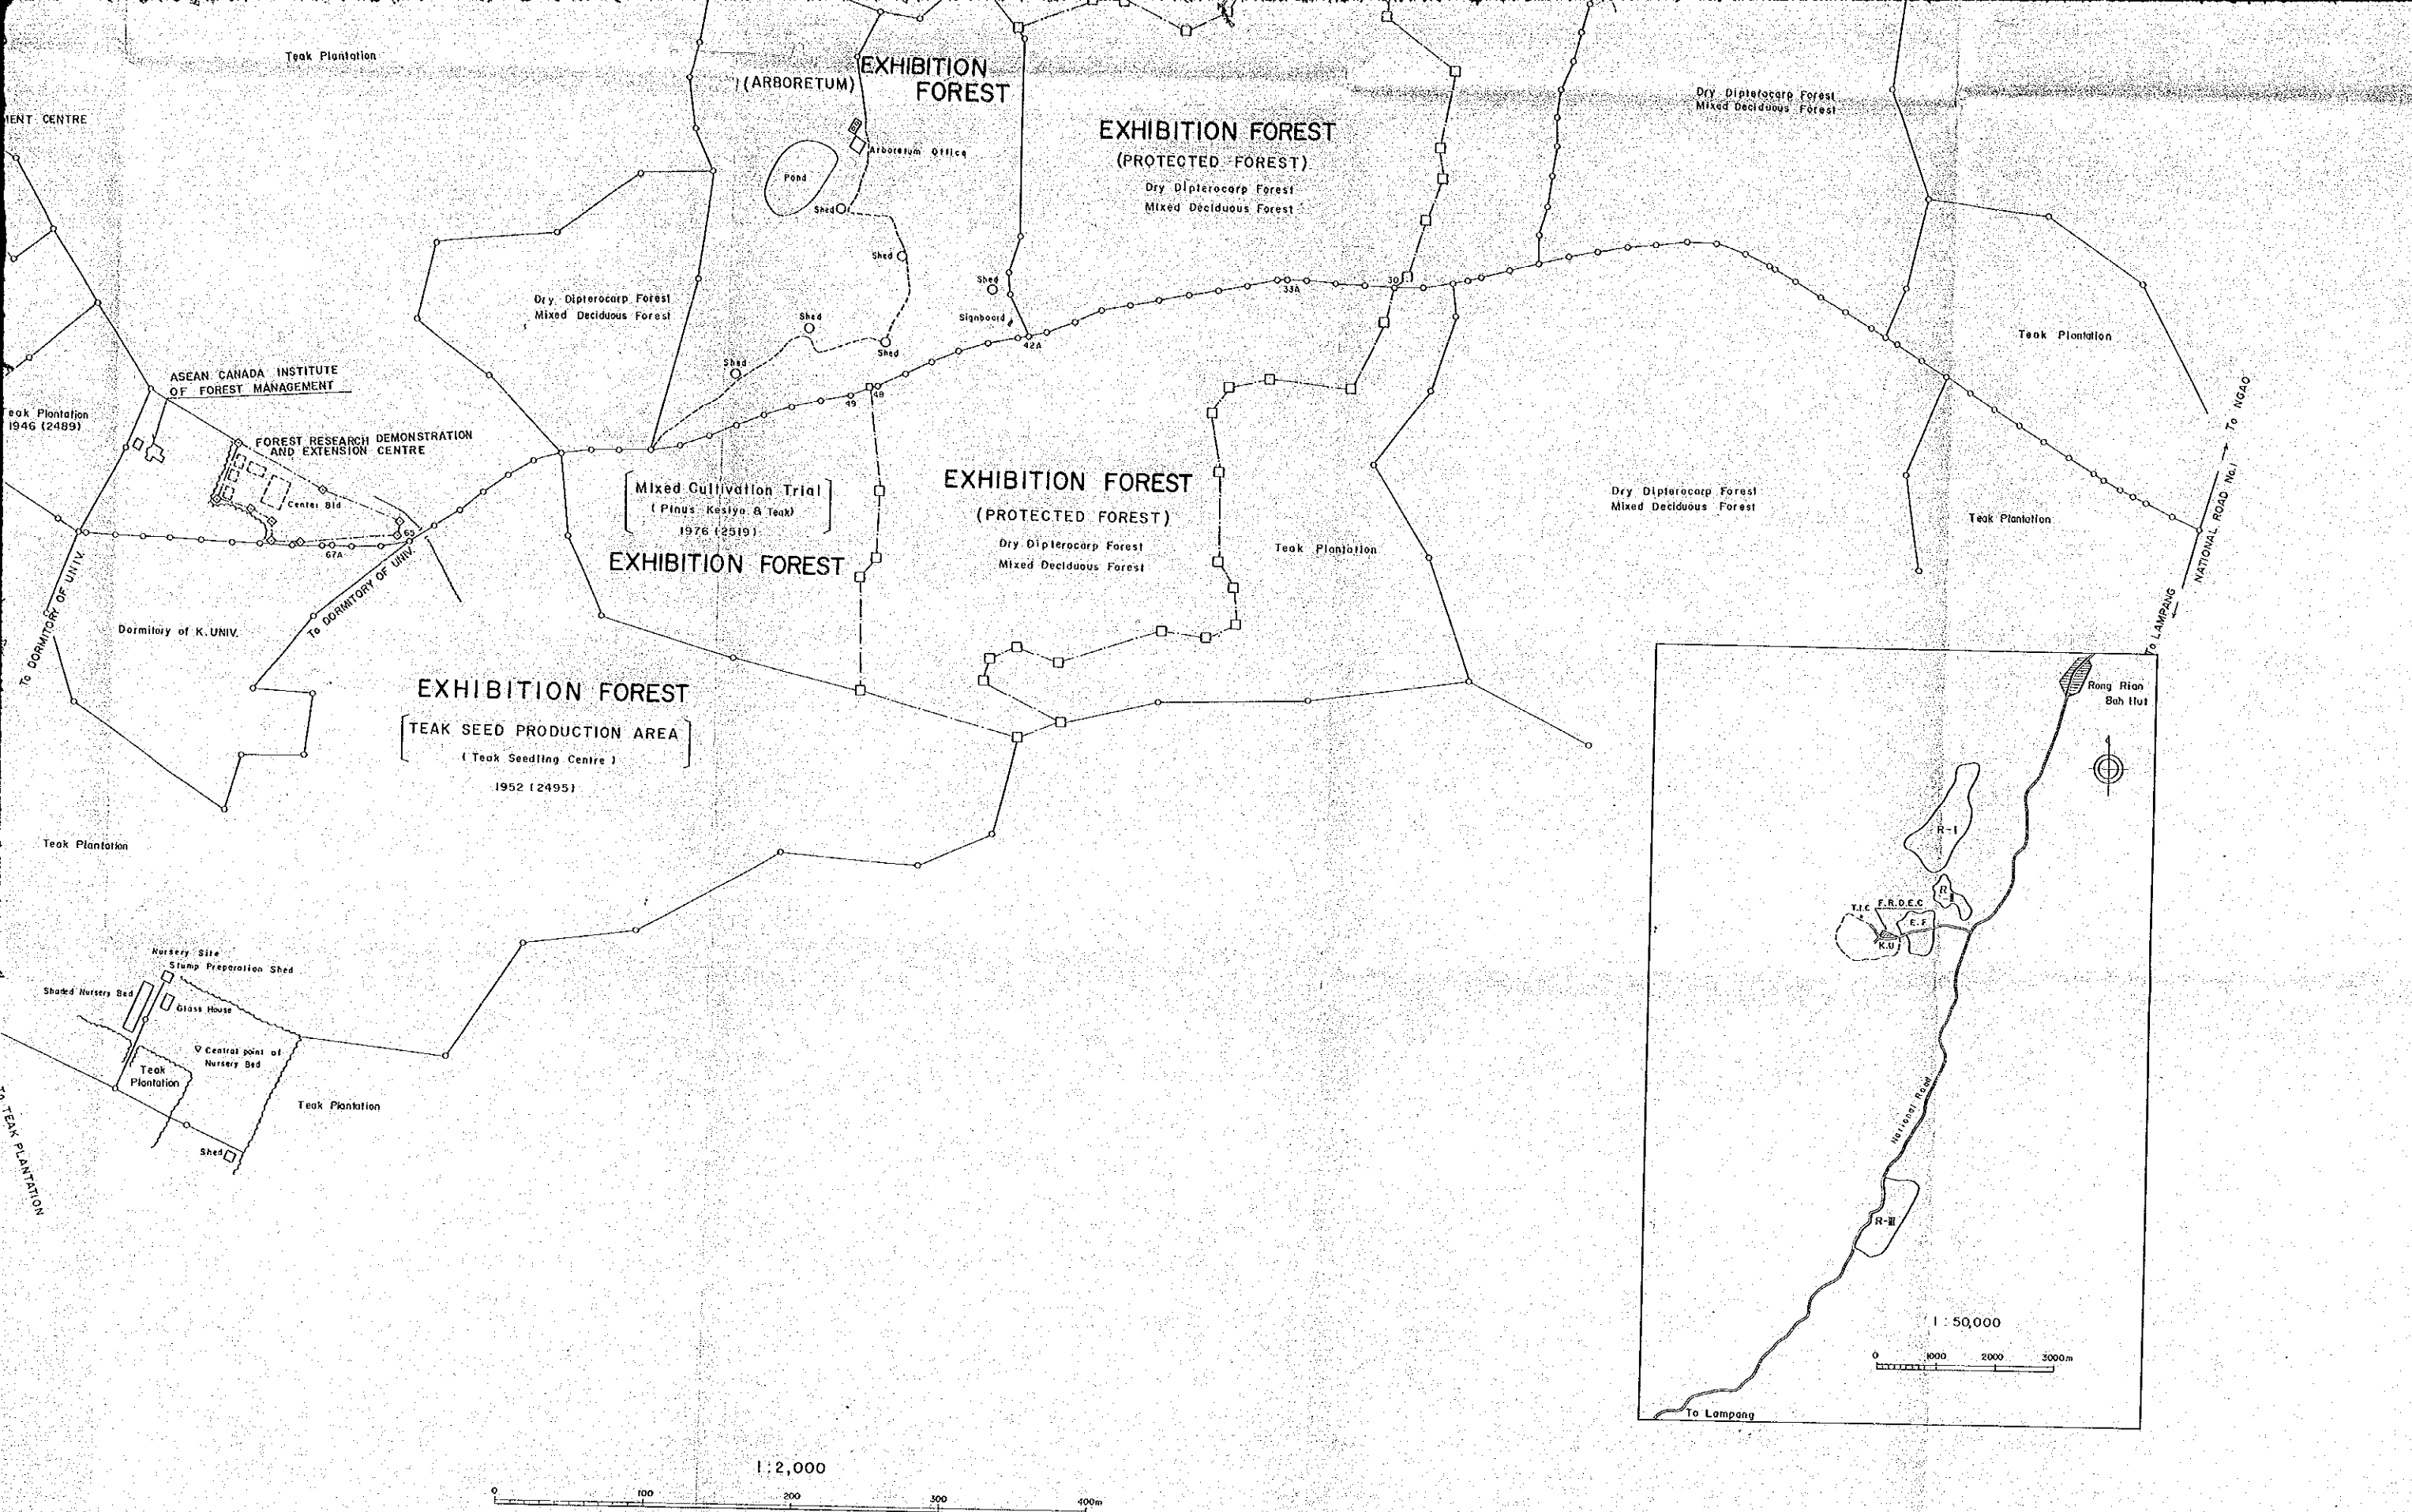 Teak Plantation
EXHIBITION
FOREST
(ARBORETUM)
CENTRE
Arboretum Office
Pond
Shed
Shed
Shed
Signboard
Shed
Shed
Shed
EXHIBITION FOREST
(PROTECTED FOREST)
Dry Dipterocarp Forest
Mixed Deciduous Forest
Dry Dipterocarp Forest
Mixed Deciduous Forest
Dry Dipterocarp Forest
Mixed Deciduous Forest
30
33A
42A
48
49
65
67A
ASEAN CANADA INSTITUTE
OF FOREST MANAGEMENT
Plantation
1946 (2489)
FOREST RESEARCH DEMONSTRATION
AND EXTENSION CENTRE
Center Bld
Mixed Cultivation Trial
(Pinus Kesiya & Teak)
1976 (2519)
EXHIBITION FOREST
EXHIBITION FOREST
(PROTECTED FOREST)
Dry Dipterocarp Forest
Mixed Deciduous Forest
Teak Plantation
Dry Dipterocarp Forest
Mixed Deciduous Forest
Teak Plantation
Teak Plantation
To NGAO
NATIONAL ROAD No.1
To LAMPANG
To DORMITORY OF UNIV.
To DORMITORY OF UNIV.
Dormitory of K. UNIV.
EXHIBITION FOREST
TEAK SEED PRODUCTION AREA
(Teak Seedling Centre)
1952 (2495)
Teak Plantation
Nursery Site
Stump Preparation Shed
Shaded Nursery Bed
Glass House
Central point of
Nursery Bed
Teak
Plantation
Teak Plantation
Shed
To TEAK PLANTATION
Rong Rian
Bah Hut
R-I
R-II
T.I.C
F.R.D.E.C
E.F
K.U
National Road
R-III
1:50,000
0 1000 2000 3000m
To Lampang
1:2,000
0 100 200 300 400m